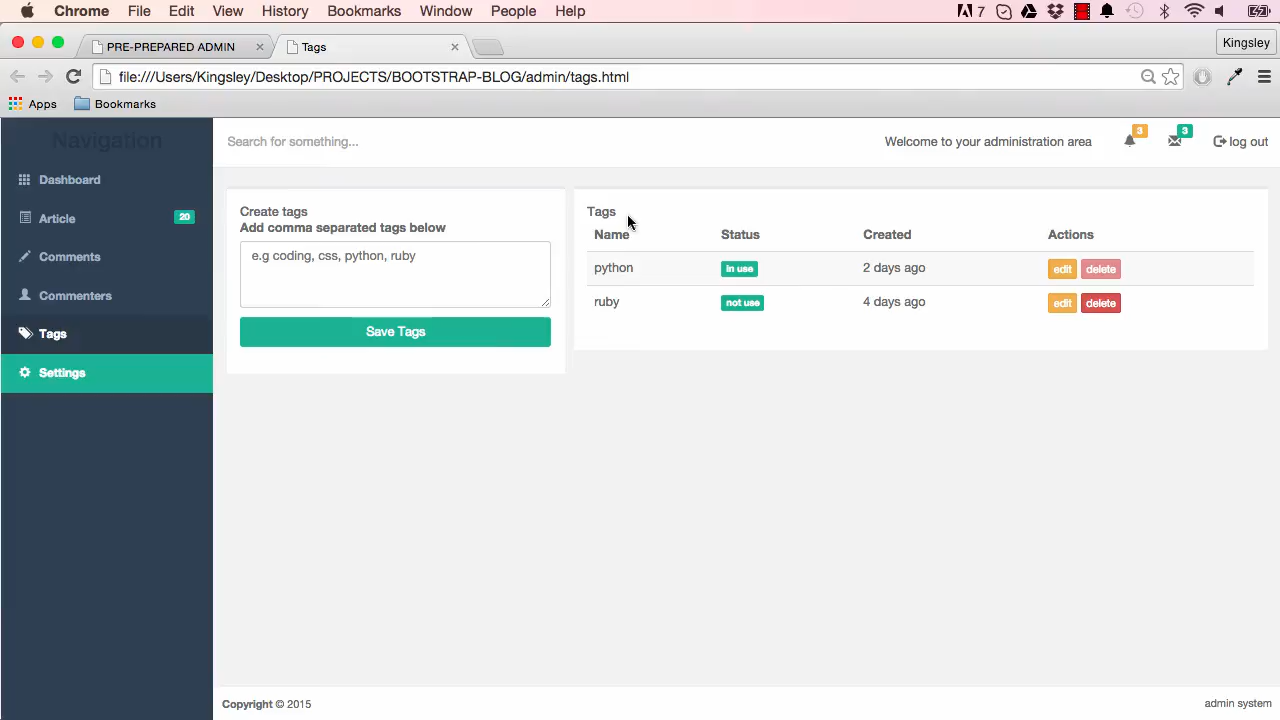 Chrome File Edit View History Bookmarks Window People Help 7
PRE-PREPARED ADMIN Tags Kingsley
file:///Users/Kingsley/Desktop/PROJECTS/BOOTSTRAP-BLOG/admin/tags.html
Apps Bookmarks
Navigation
Search for something... Welcome to your administration area 3 3 log out
Dashboard
Article 20
Comments
Commenters
Tags
Settings
Create tags
Add comma separated tags below
e.g coding, css, python, ruby
Save Tags
Tags
Name Status Created Actions
python in use 2 days ago edit delete
ruby not use 4 days ago edit delete
Copyright © 2015 admin system